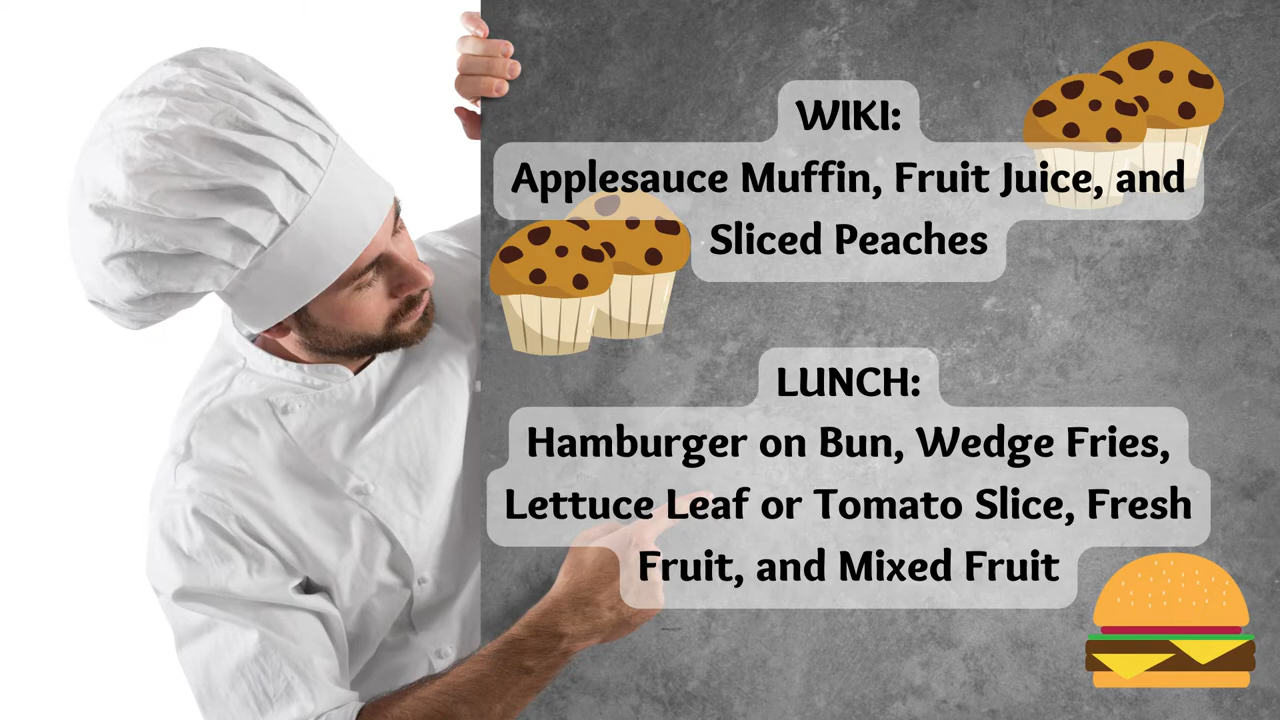 WIKI:
Applesauce Muffin, Fruit Juice, and
Sliced Peaches
LUNCH:
Hamburger on Bun, Wedge Fries,
Lettuce Leaf or Tomato Slice, Fresh
Fruit, and Mixed Fruit